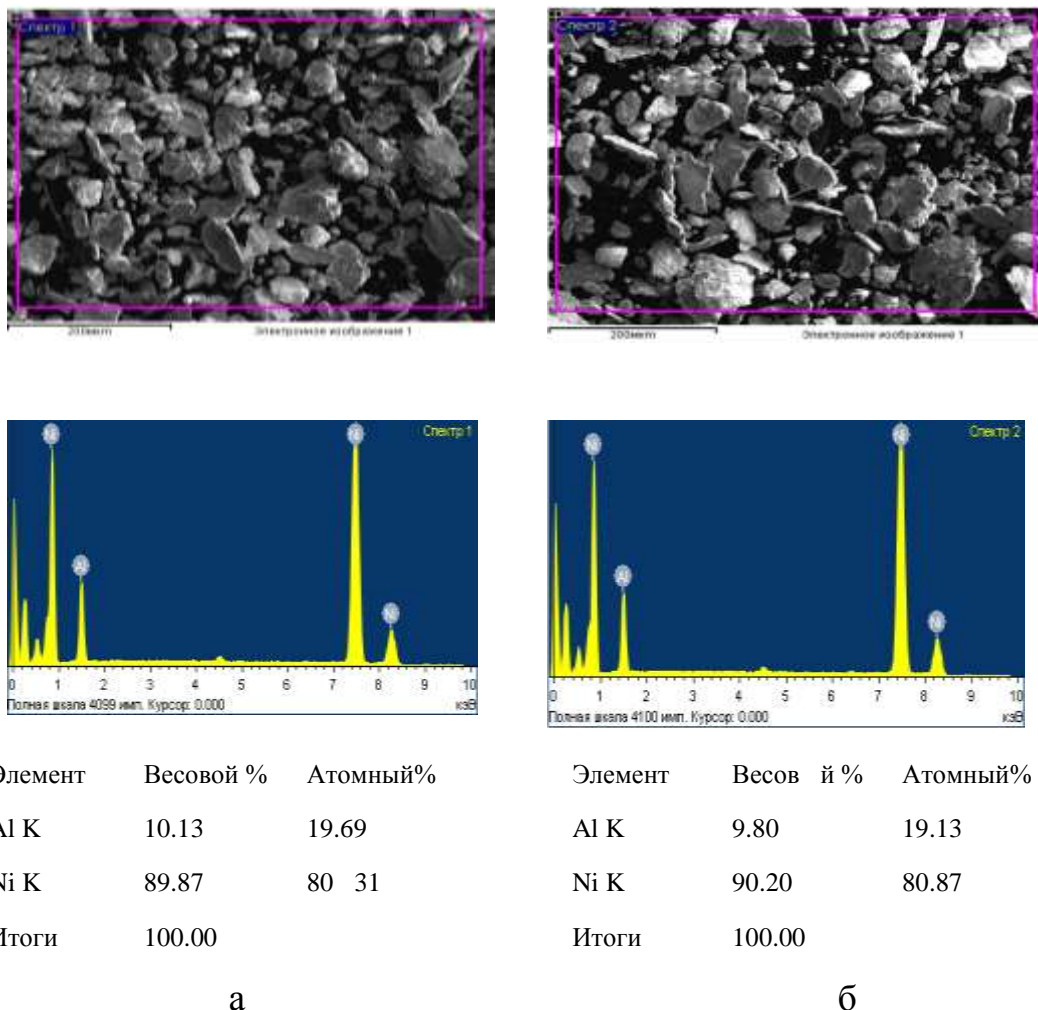 Спектр 1
200мкm Электронное изображение 1
Ni
Al
Ni
Ni
Спектр 1
0 1 2 3 4 5 6 7 8 9 10
Полная шкала 4099 имп. Курсор: 0.000 кэВ
Элемент Весовой % Атомный%
Al K 10.13 19.69
Ni K 89.87 80 31
Итоги 100.00
а
Спектр 2
200мкm Электронное изображение 1
Ni
Al
Ni
Ni
Спектр 2
0 1 2 3 4 5 6 7 8 9 10
Полная шкала 4100 имп. Курсор: 0.000 кэВ
Элемент Весов й % Атомный%
Al K 9.80 19.13
Ni K 90.20 80.87
Итоги 100.00
б